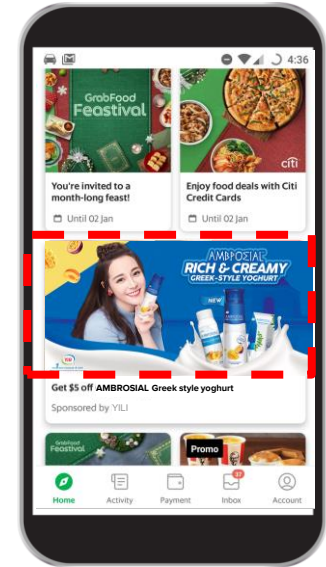 4:36
GrabFood
Feastival
citi
You're invited to a
month-long feast!
Until 02 Jan
Enjoy food deals with Citi
Credit Cards
Until 02 Jan
AMBROSIAL
RICH & CREAMY
GREEK-STYLE YOGHURT
NEW
Get $5 off AMBROSIAL Greek style yoghurt
Sponsored by YILI
GrabFood
Feastival
Promo
Home
Activity
Payment
37
Inbox
Account